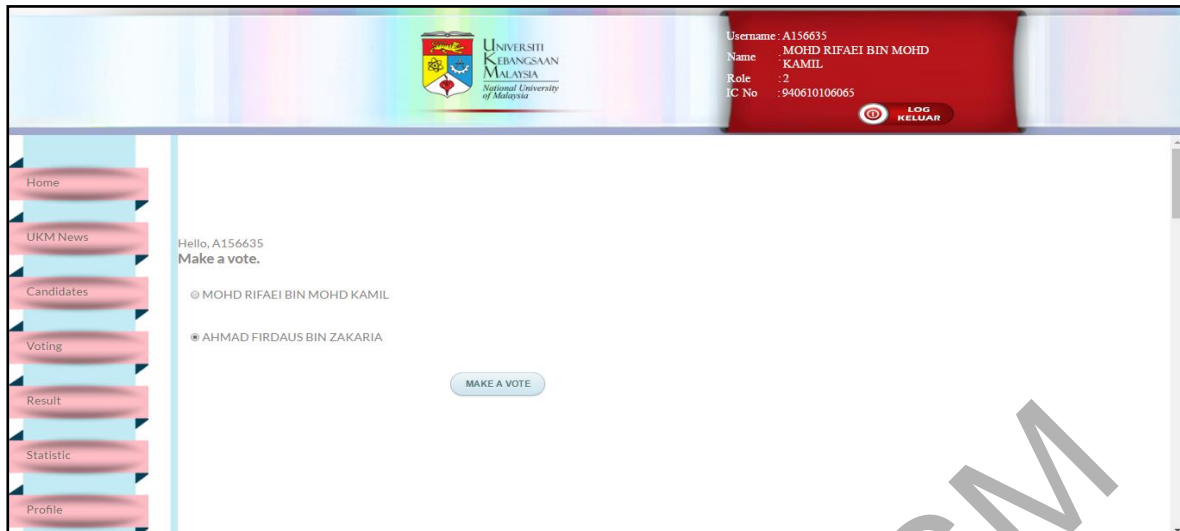 UNIVERSITI
KEBANGSAAN
MALAYSIA
National University
of Malaysia
Username : A156635
Name : MOHD RIFAEI BIN MOHD
KAMIL
Role : 2
IC No : 940610106065
LOG
KELUAR
Home
UKM News
Candidates
Voting
Result
Statistic
Profile
Hello, A156635
Make a vote.
MOHD RIFAEI BIN MOHD KAMIL
AHMAD FIRDAUS BIN ZAKARIA
MAKE A VOTE